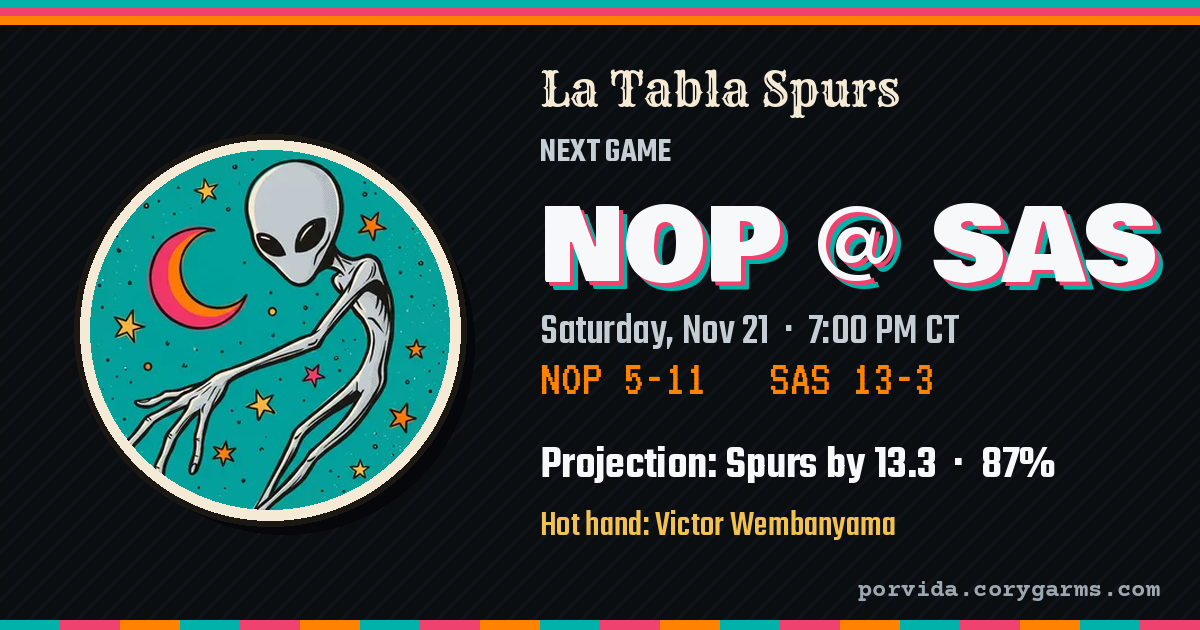 La Tabla Spurs
NEXT GAME
NOP @ SAS
Saturday, Nov 21 · 7:00 PM CT
NOP 5-11 SAS 13-3
Projection: Spurs by 13.3 · 87%
Hot hand: Victor Wembanyama
porvida.corygarms.com